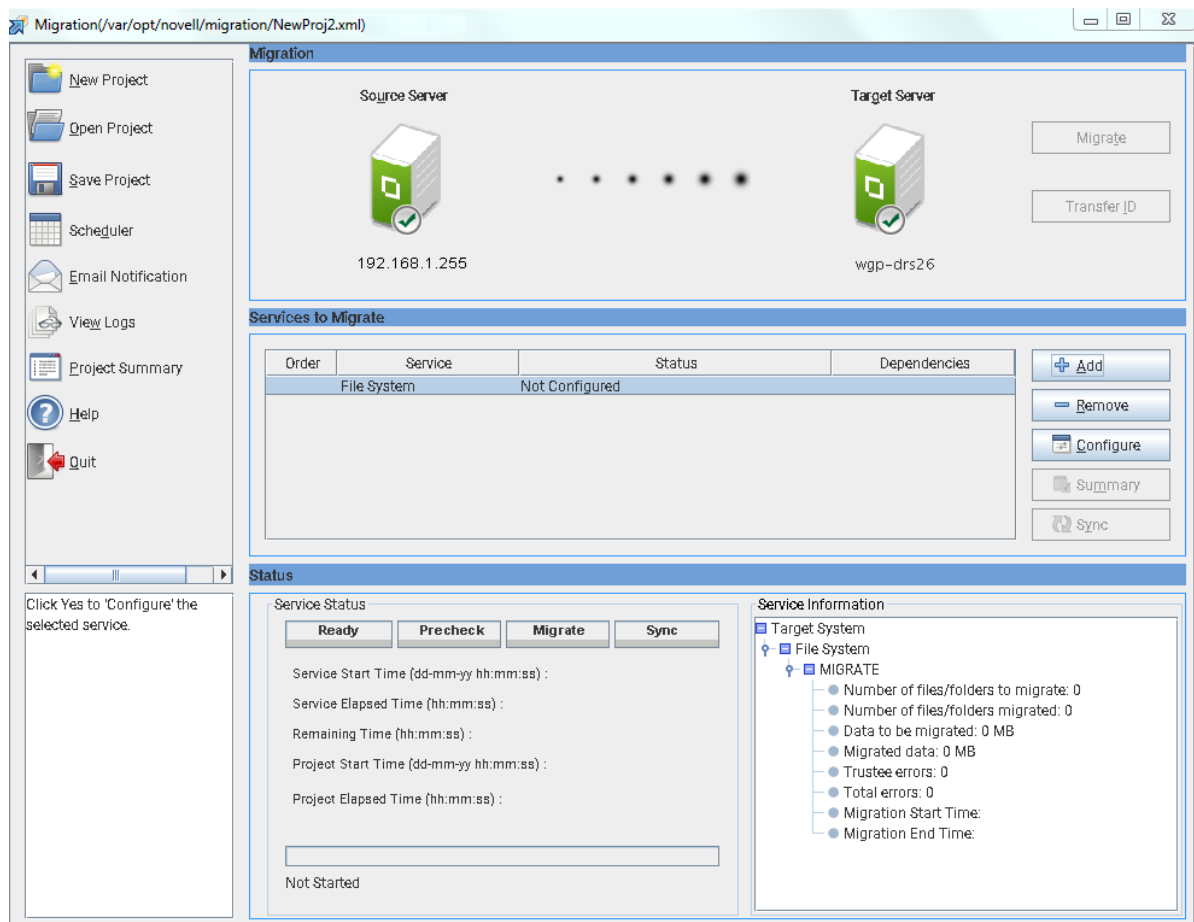 Migration(/var/opt/novell/migration/NewProj2.xml)
New Project
Open Project
Save Project
Scheduler
Email Notification
View Logs
Project Summary
Help
Quit
Click Yes to 'Configure' the
selected service.
Migration
Source Server
Target Server
192.168.1.255
wgp-drs26
Migrate
Transfer ID
Services to Migrate
Order Service Status Dependencies
File System Not Configured
Add
Remove
Configure
Summary
Sync
Status
Service Status
Ready Precheck Migrate Sync
Service Start Time (dd-mm-yy hh:mm:ss) :
Service Elapsed Time (hh:mm:ss) :
Remaining Time (hh:mm:ss) :
Project Start Time (dd-mm-yy hh:mm:ss) :
Project Elapsed Time (hh:mm:ss) :
Not Started
Service Information
Target System
File System
MIGRATE
Number of files/folders to migrate: 0
Number of files/folders migrated: 0
Data to be migrated: 0 MB
Migrated data: 0 MB
Trustee errors: 0
Total errors: 0
Migration Start Time:
Migration End Time: